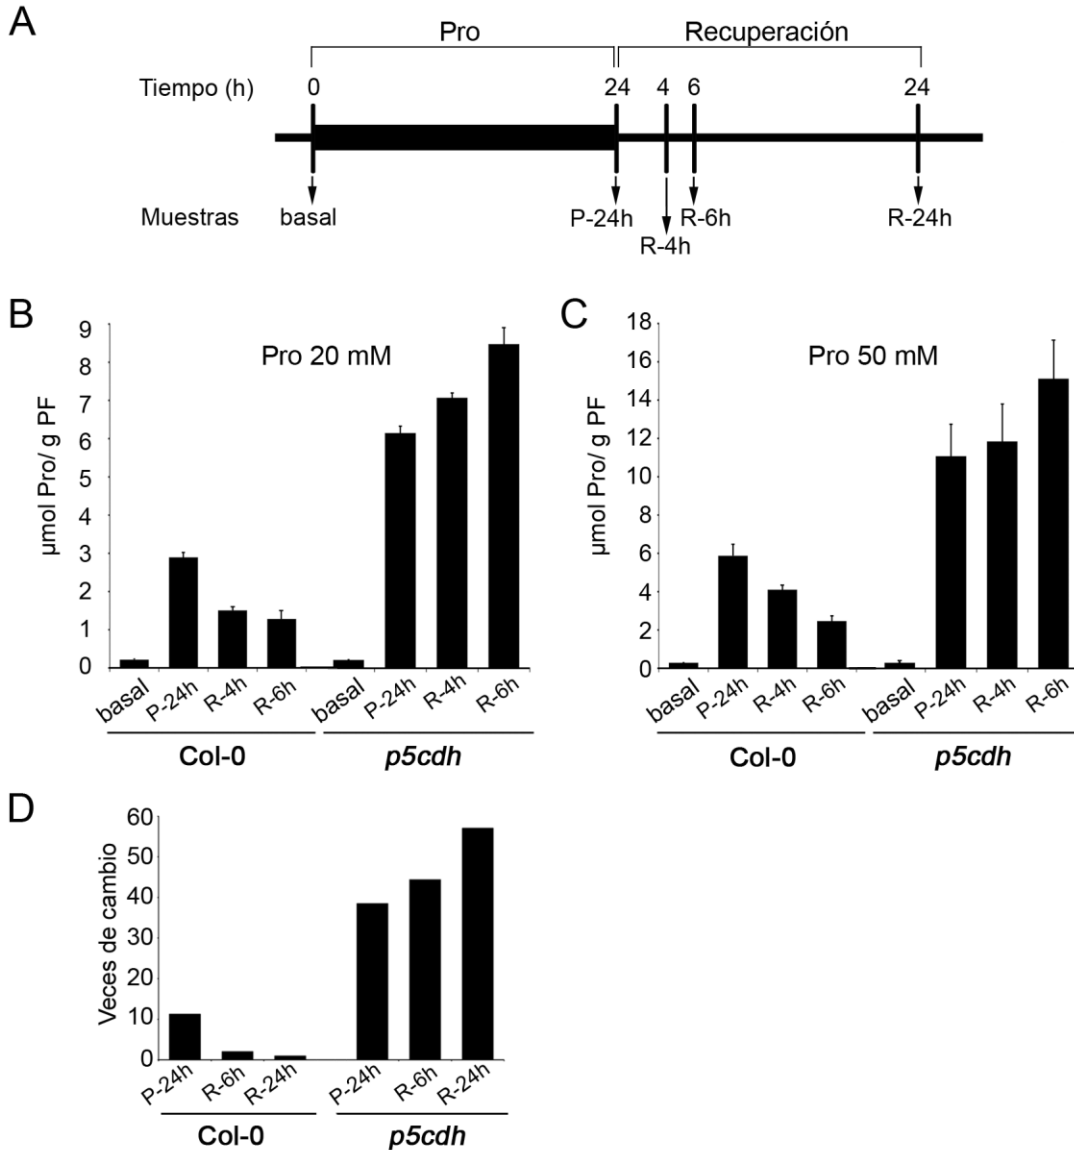 A
Pro Recuperación
Tiempo (h) 0 24 4 6 24
Muestras basal P-24h R-6h R-24h
R-4h
B
Pro 20 mM
µmol Pro/ g PF
9
8
7
6
5
4
3
2
1
0
basal P-24h R-4h R-6h basal P-24h R-4h R-6h
Col-0 p5cdh
C
Pro 50 mM
µmol Pro/ g PF
18
16
14
12
10
8
6
4
2
0
basal P-24h R-4h R-6h basal P-24h R-4h R-6h
Col-0 p5cdh
D
Veces de cambio
60
50
40
30
20
10
0
P-24h R-6h R-24h P-24h R-6h R-24h
Col-0 p5cdh